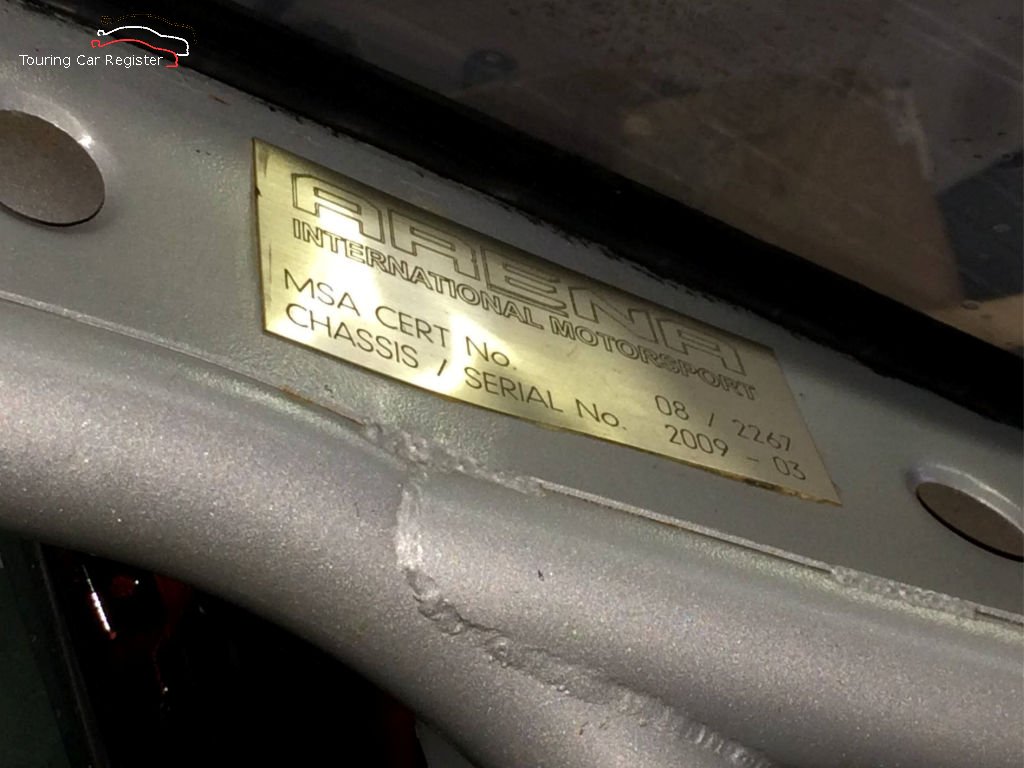 Touring Car Register
ARENA
INTERNATIONAL MOTORSPORT
MSA CERT No. 08 / 2267
CHASSIS / SERIAL No. 2009 - 03